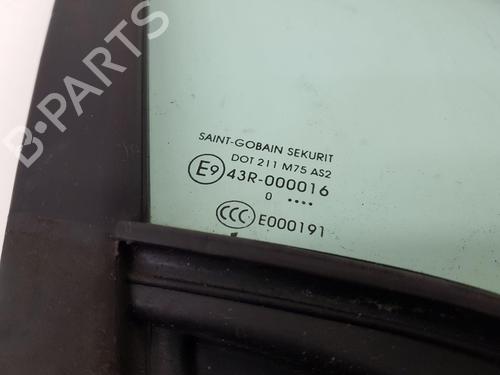 SAINT-GOBAIN SEKURIT
DOT 211 M75 AS2
E9 43R-000016
0 ....
CCC E000191
B-PARTS